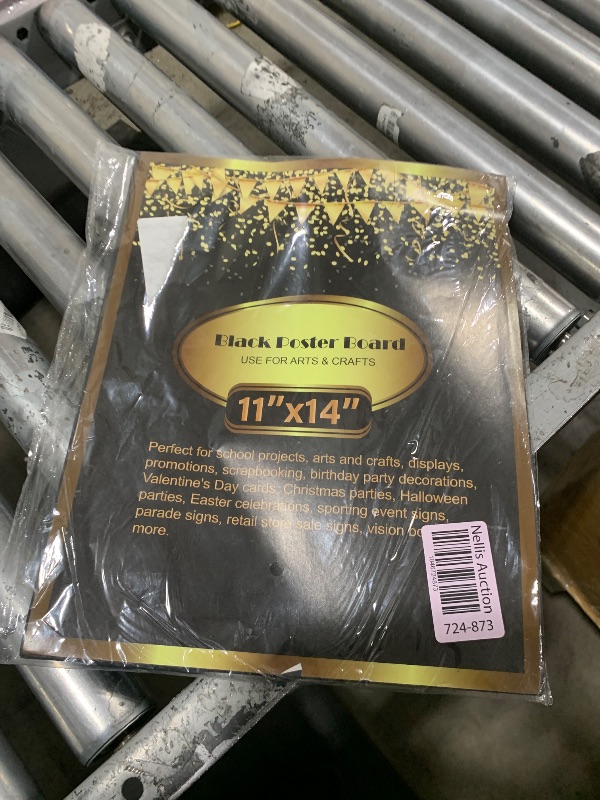 Black Poster Board
USE FOR ARTS & CRAFTS
11"x14"
Perfect for school projects, arts and crafts, displays,
promotions, scrapbooking, birthday party decorations,
Valentine's Day cards, Christmas parties, Halloween
parties, Easter celebrations, sporting event signs,
parade signs, retail store sale signs, vision
more.
Nellis Auction
724-873